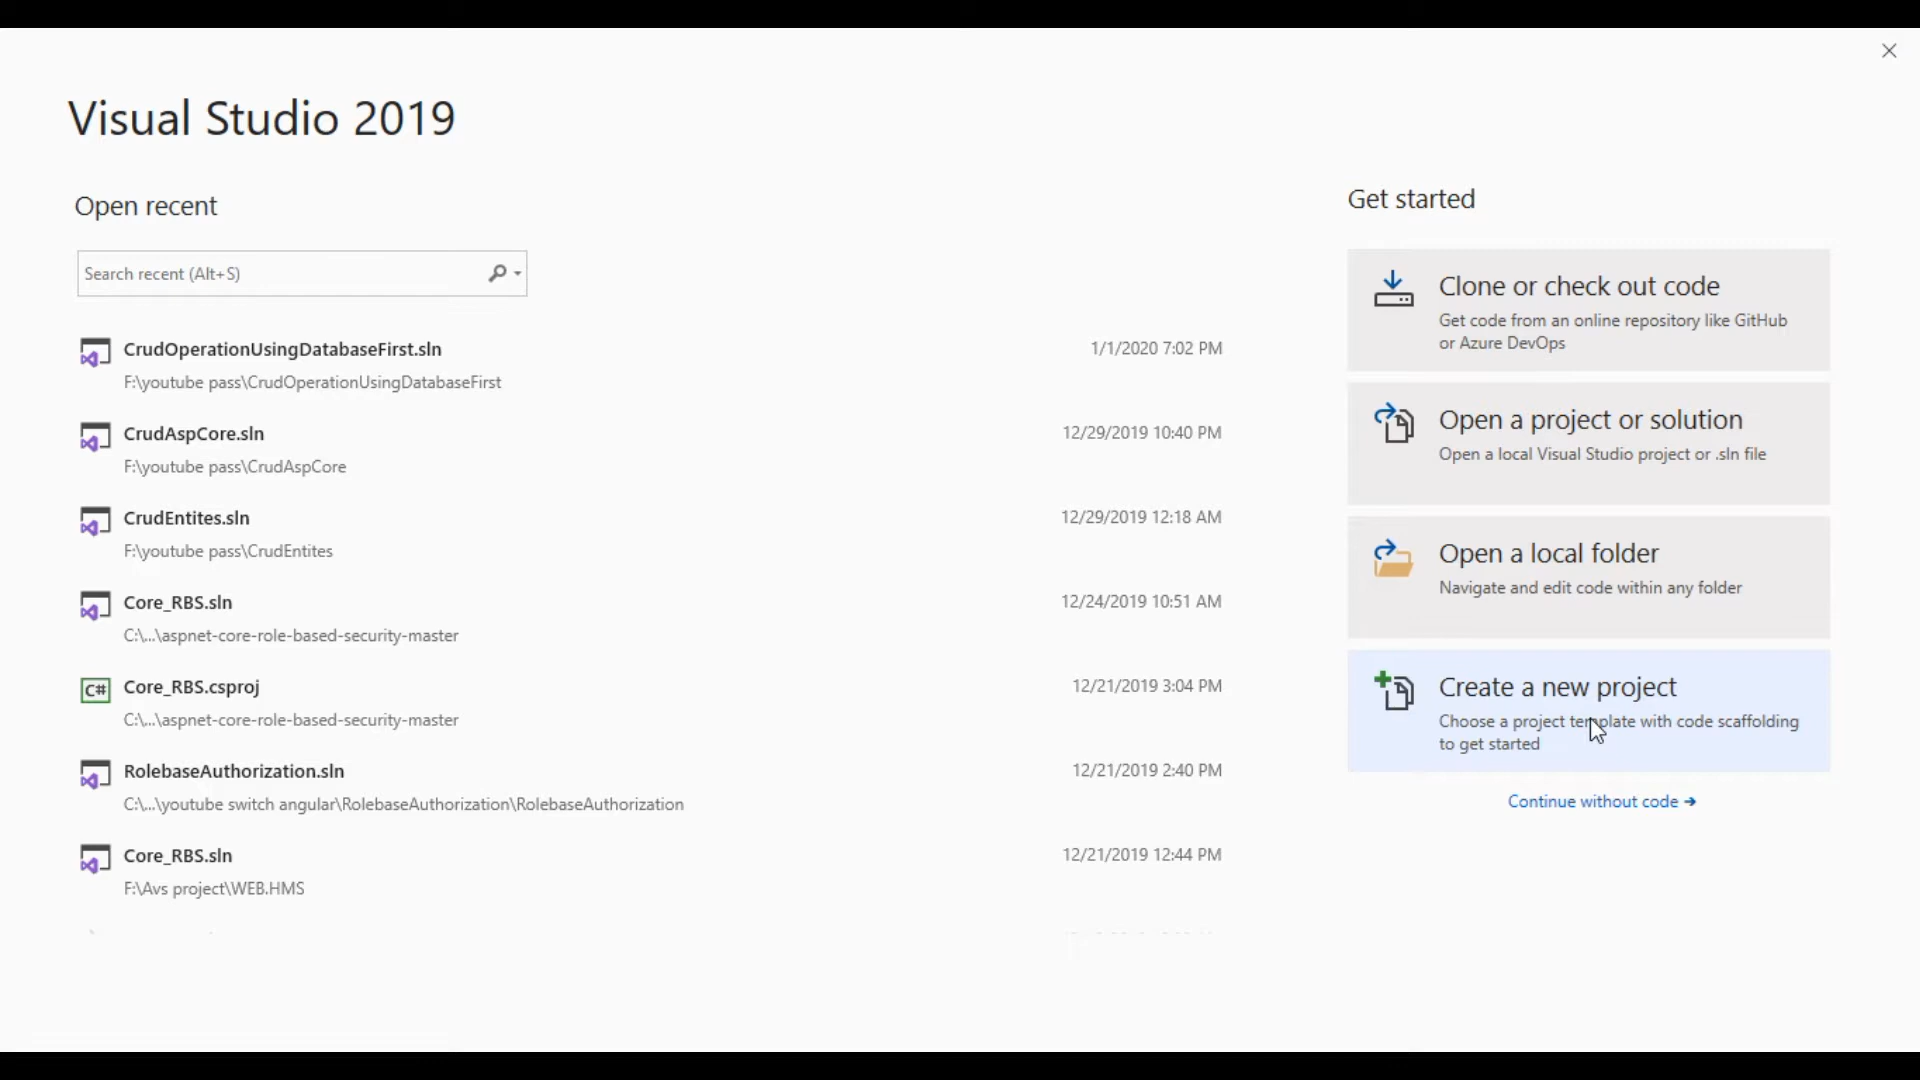 Visual Studio 2019
Open recent
Search recent (Alt+S)
CrudOperationUsingDatabaseFirst.sln
1/1/2020 7:02 PM
F:\youtube pass\CrudOperationUsingDatabaseFirst
CrudAspCore.sln
12/29/2019 10:40 PM
F:\youtube pass\CrudAspCore
CrudEntites.sln
12/29/2019 12:18 AM
F:\youtube pass\CrudEntites
Core_RBS.sln
12/24/2019 10:51 AM
C:\...\aspnet-core-role-based-security-master
C# Core_RBS.csproj
12/21/2019 3:04 PM
C:\...\aspnet-core-role-based-security-master
RolebaseAuthorization.sln
12/21/2019 2:40 PM
C:\...\youtube switch angular\RolebaseAuthorization\RolebaseAuthorization
Core_RBS.sln
12/21/2019 12:44 PM
F:\Avs project\WEB.HMS
Get started
Clone or check out code
Get code from an online repository like GitHub
or Azure DevOps
Open a project or solution
Open a local Visual Studio project or .sln file
Open a local folder
Navigate and edit code within any folder
Create a new project
Choose a project template with code scaffolding
to get started
Continue without code →